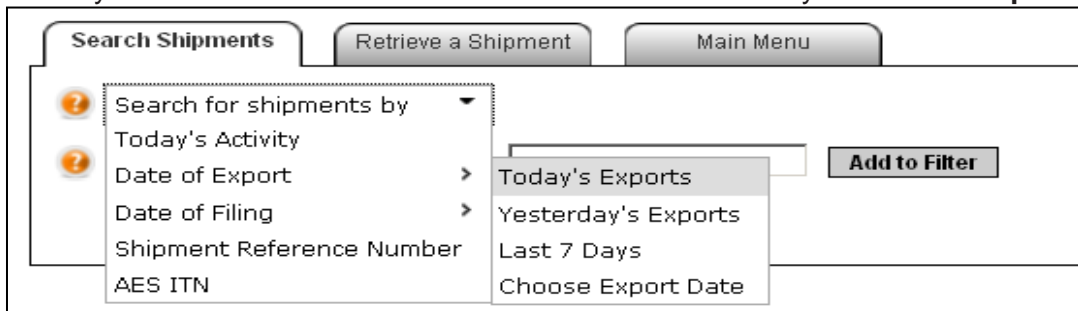 Search Shipments Retrieve a Shipment Main Menu
Search for shipments by
Today's Activity
Add to Filter
Date of Export > Today's Exports
Date of Filing > Yesterday's Exports
Shipment Reference Number Last 7 Days
AES ITN Choose Export Date